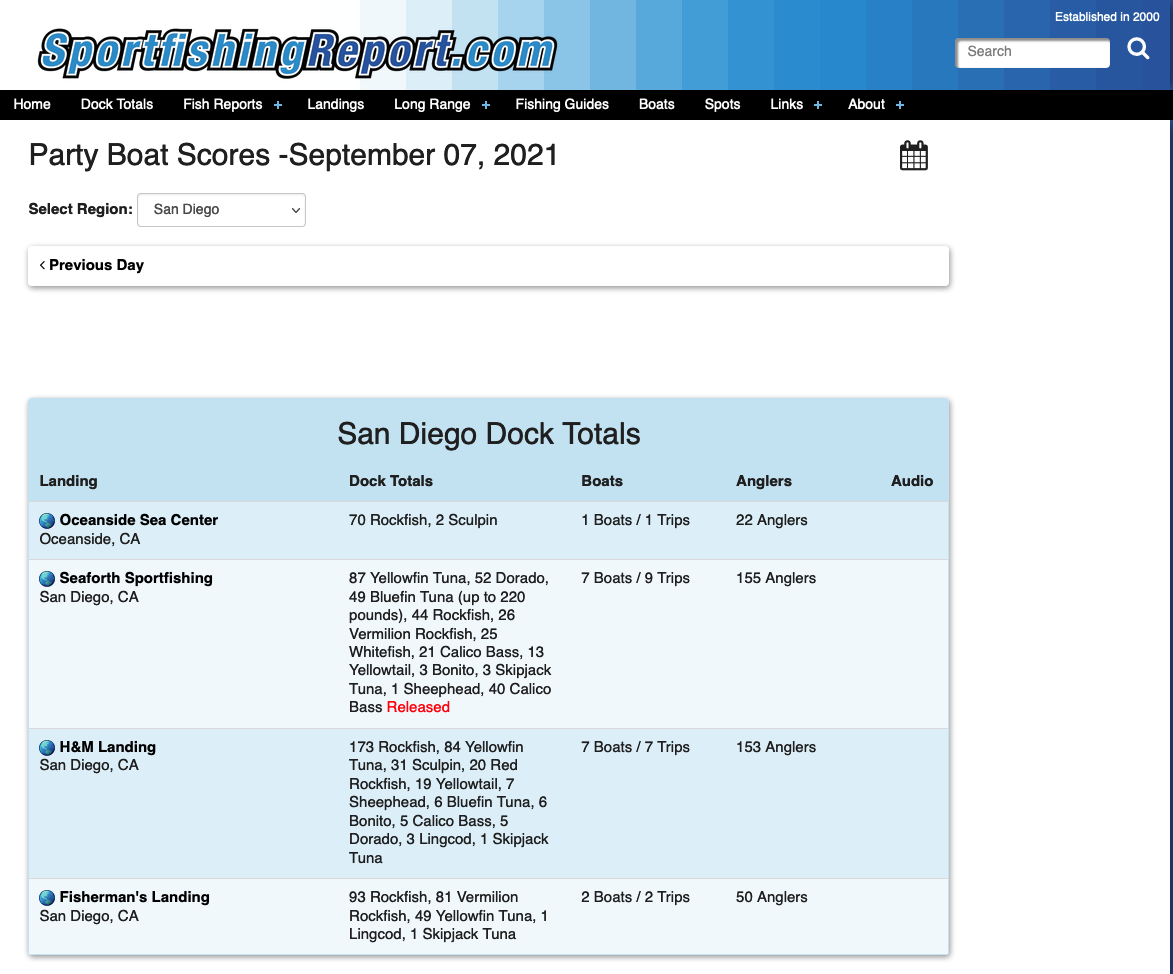 Established in 2000
SportfishingReport.com
Search
Home Dock Totals Fish Reports + Landings Long Range + Fishing Guides Boats Spots Links + About +
Party Boat Scores -September 07, 2021
Select Region: San Diego
‹ Previous Day
San Diego Dock Totals
Landing Dock Totals Boats Anglers Audio
Oceanside Sea Center 70 Rockfish, 2 Sculpin 1 Boats / 1 Trips 22 Anglers
Oceanside, CA
Seaforth Sportfishing 87 Yellowfin Tuna, 52 Dorado, 7 Boats / 9 Trips 155 Anglers
San Diego, CA 49 Bluefin Tuna (up to 220
pounds), 44 Rockfish, 26
Vermilion Rockfish, 25
Whitefish, 21 Calico Bass, 13
Yellowtail, 3 Bonito, 3 Skipjack
Tuna, 1 Sheephead, 40 Calico
Bass Released
H&M Landing 173 Rockfish, 84 Yellowfin 7 Boats / 7 Trips 153 Anglers
San Diego, CA Tuna, 31 Sculpin, 20 Red
Rockfish, 19 Yellowtail, 7
Sheephead, 6 Bluefin Tuna, 6
Bonito, 5 Calico Bass, 5
Dorado, 3 Lingcod, 1 Skipjack
Tuna
Fisherman's Landing 93 Rockfish, 81 Vermilion 2 Boats / 2 Trips 50 Anglers
San Diego, CA Rockfish, 49 Yellowfin Tuna, 1
Lingcod, 1 Skipjack Tuna